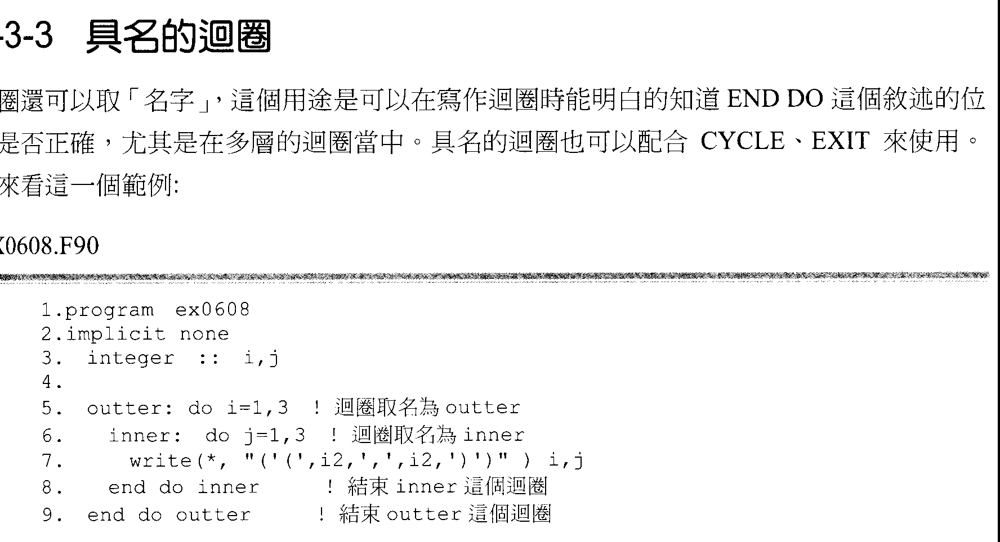 -3-3 具名的迴圈
圈還可以取「名字」，這個用途是可以在寫作迴圈時能明白的知道 END DO 這個敘述的位
是否正確，尤其是在多層的迴圈當中。具名的迴圈也可以配合 CYCLE、EXIT 來使用。
來看這一個範例:
X0608.F90
1.program ex0608
2.implicit none
3. integer :: i,j
4.
5. outter: do i=1,3 ! 迴圈取名為 outter
6. inner: do j=1,3 ! 迴圈取名為 inner
7. write(*, "('(',i2,',',i2,')')" ) i,j
8. end do inner ! 結束 inner 這個迴圈
9. end do outter ! 結束 outter 這個迴圈